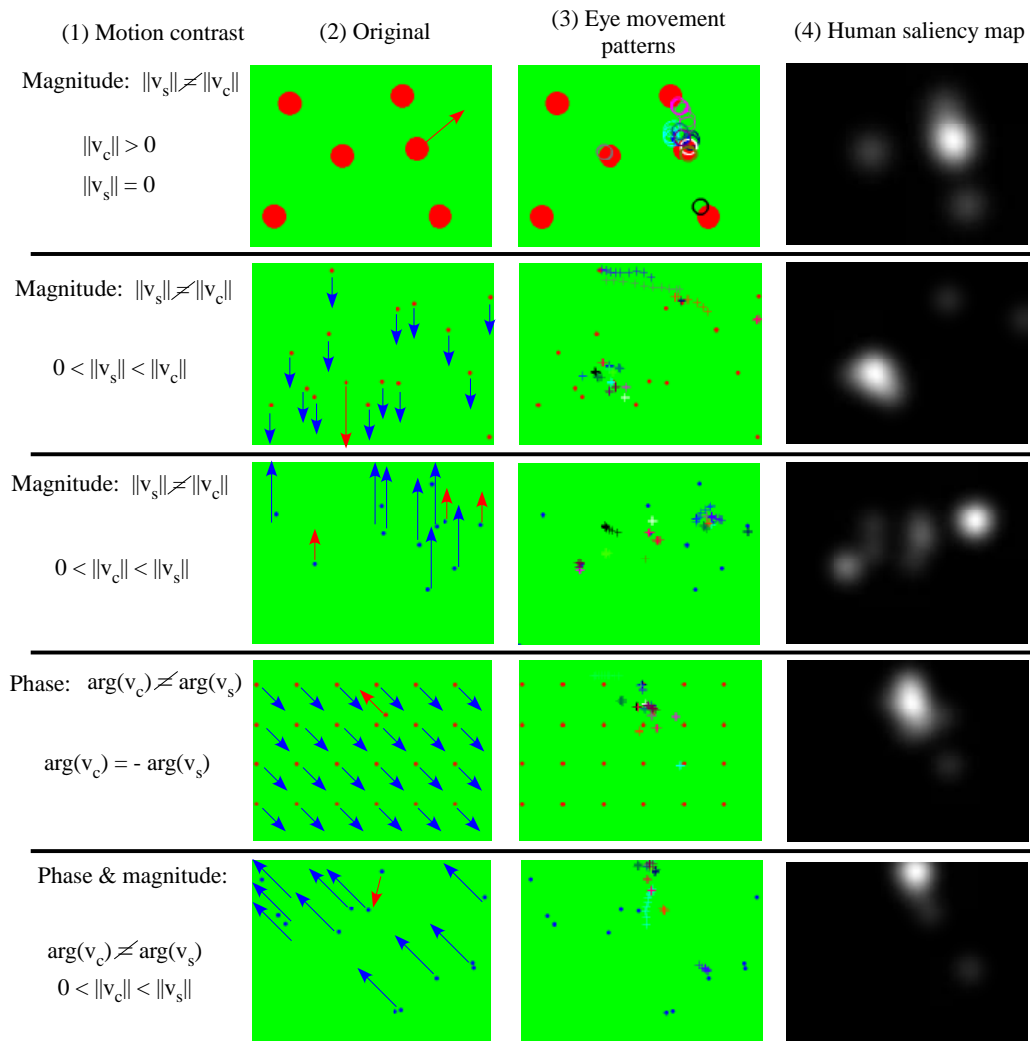 (1) Motion contrast
(2) Original
(3) Eye movement
patterns
(4) Human saliency map
Magnitude: ||v_s|| ≠ ||v_c||
||v_c|| > 0
||v_s|| = 0
Magnitude: ||v_s|| ≠ ||v_c||
0 < ||v_s|| < ||v_c||
Magnitude: ||v_s|| ≠ ||v_c||
0 < ||v_c|| < ||v_s||
Phase: arg(v_c) ≠ arg(v_s)
arg(v_c) = - arg(v_s)
Phase & magnitude:
arg(v_c) ≠ arg(v_s)
0 < ||v_c|| < ||v_s||